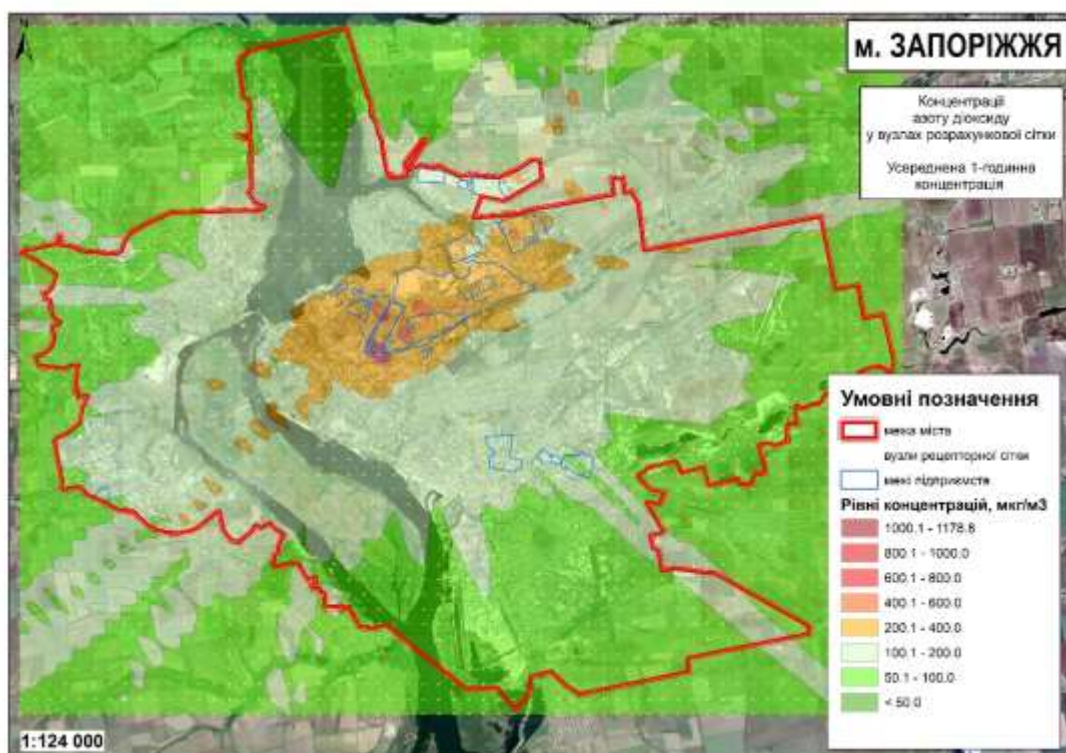 м. ЗАПОРІЖЖЯ
Концентрації
азоту діоксиду
у вузлах розрахункової сітки
Усереднена 1-годинна
концентрація
Умовні позначення
межа міста
вузли рецепторної сітки
межі підприємств
Рівні концентрацій, мкг/м3
1000.1 - 1178.8
800.1 - 1000.0
600.1 - 800.0
400.1 - 600.0
200.1 - 400.0
100.1 - 200.0
50.1 - 100.0
< 50.0
1:124 000